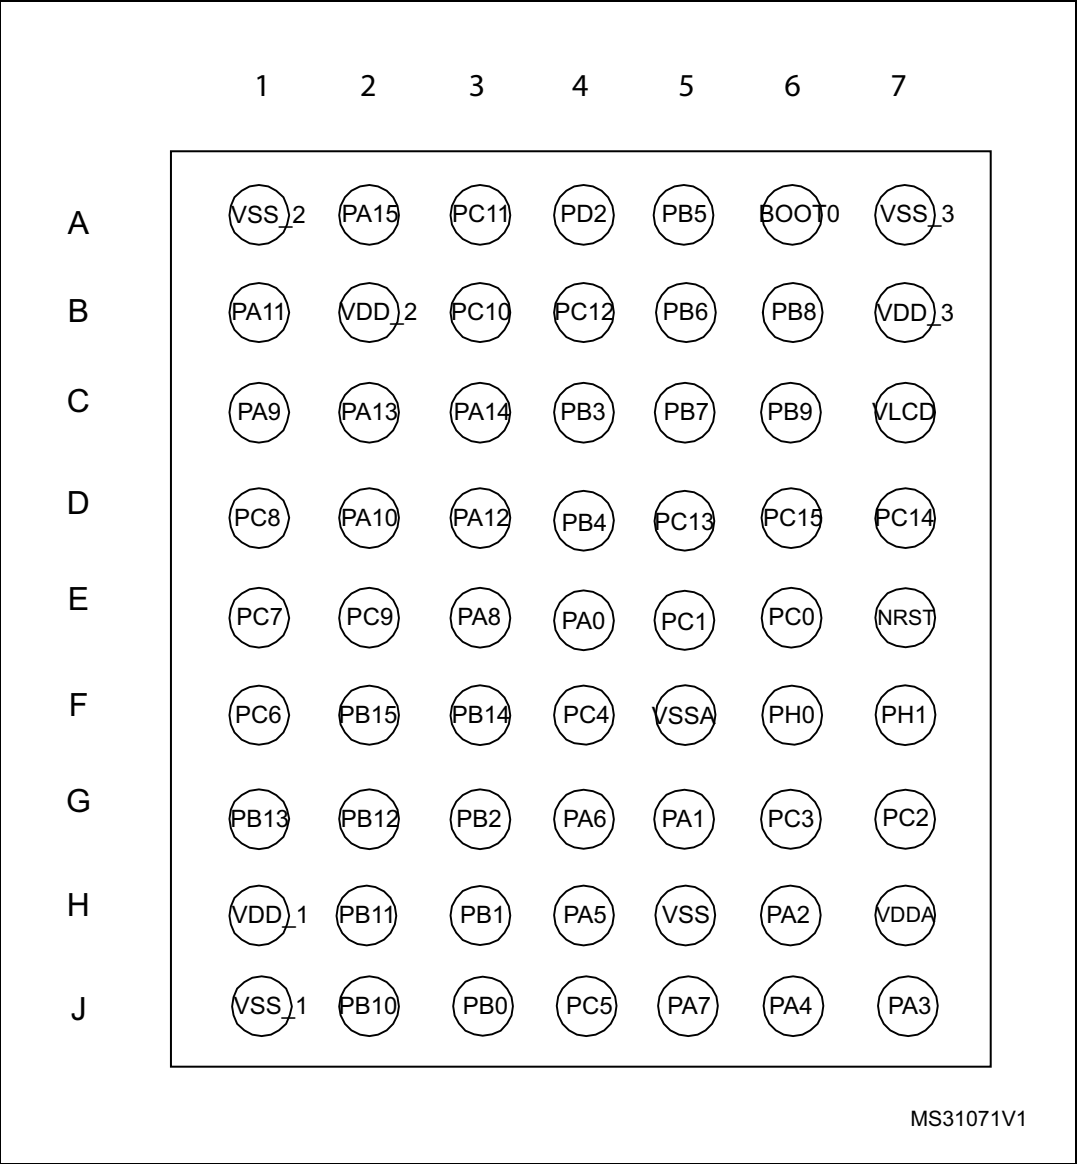 1 2 3 4 5 6 7
A VSS_2 PA15 PC11 PD2 PB5 BOOT0 VSS_3
B PA11 VDD_2 PC10 PC12 PB6 PB8 VDD_3
C PA9 PA13 PA14 PB3 PB7 PB9 VLCD
D PC8 PA10 PA12 PB4 PC13 PC15 PC14
E PC7 PC9 PA8 PA0 PC1 PC0 NRST
F PC6 PB15 PB14 PC4 VSSA PH0 PH1
G PB13 PB12 PB2 PA6 PA1 PC3 PC2
H VDD_1 PB11 PB1 PA5 VSS PA2 VDDA
J VSS_1 PB10 PB0 PC5 PA7 PA4 PA3
MS31071V1